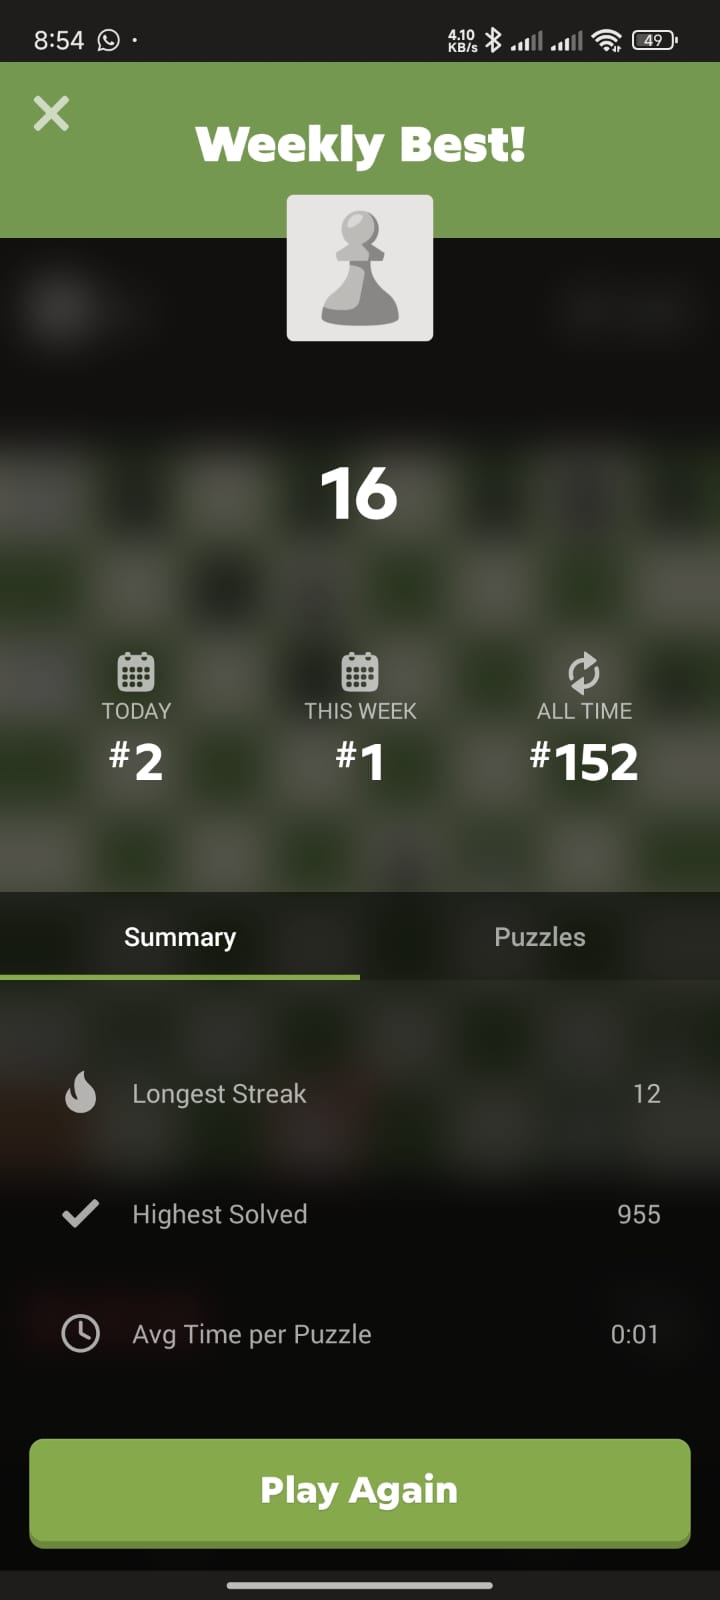 8:54
4.10
KB/s
49
Weekly Best!
16
TODAY
THIS WEEK
ALL TIME
#2
#1
#152
Summary
Puzzles
Longest Streak
12
Highest Solved
955
Avg Time per Puzzle
0:01
Play Again